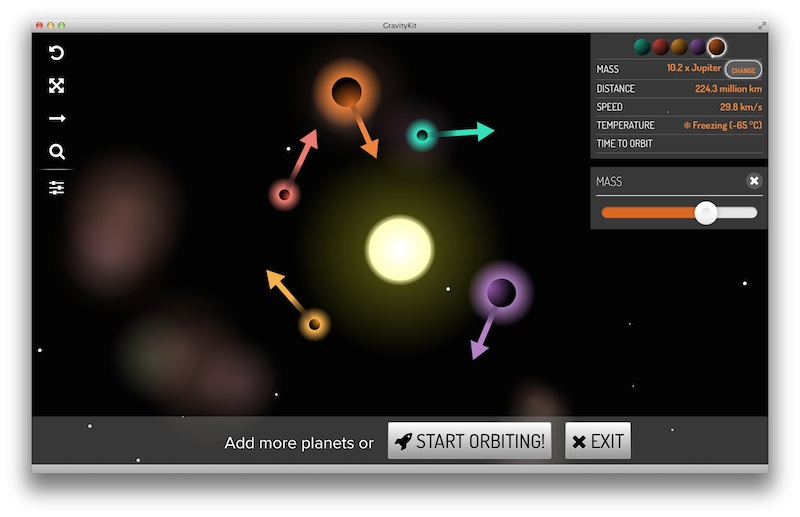 GravityKit
MASS 10.2 x Jupiter CHANGE
DISTANCE 224.3 million km
SPEED 29.8 km/s
TEMPERATURE ❄ Freezing (-65 °C)
TIME TO ORBIT
MASS
Add more planets or START ORBITING! EXIT